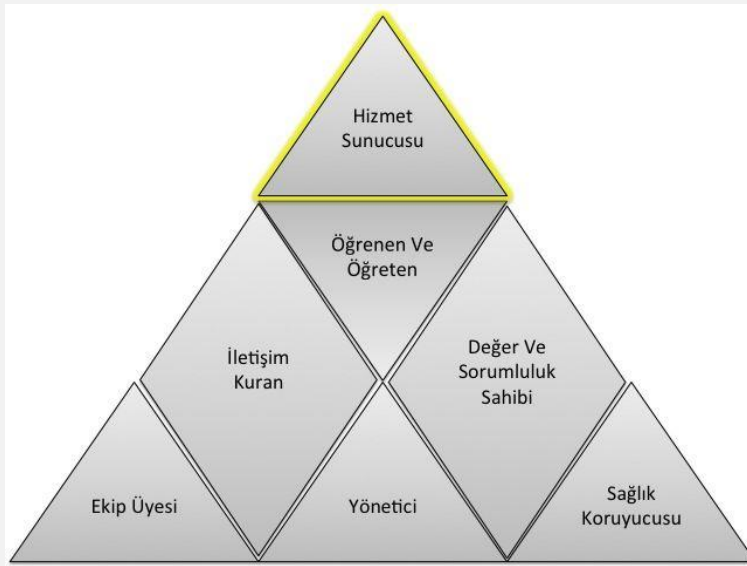 Hizmet
Sunucusu
Öğrenen Ve
Öğreten
İletişim
Kuran
Değer Ve
Sorumluluk
Sahibi
Ekip Üyesi
Yönetici
Sağlık
Koruyucusu